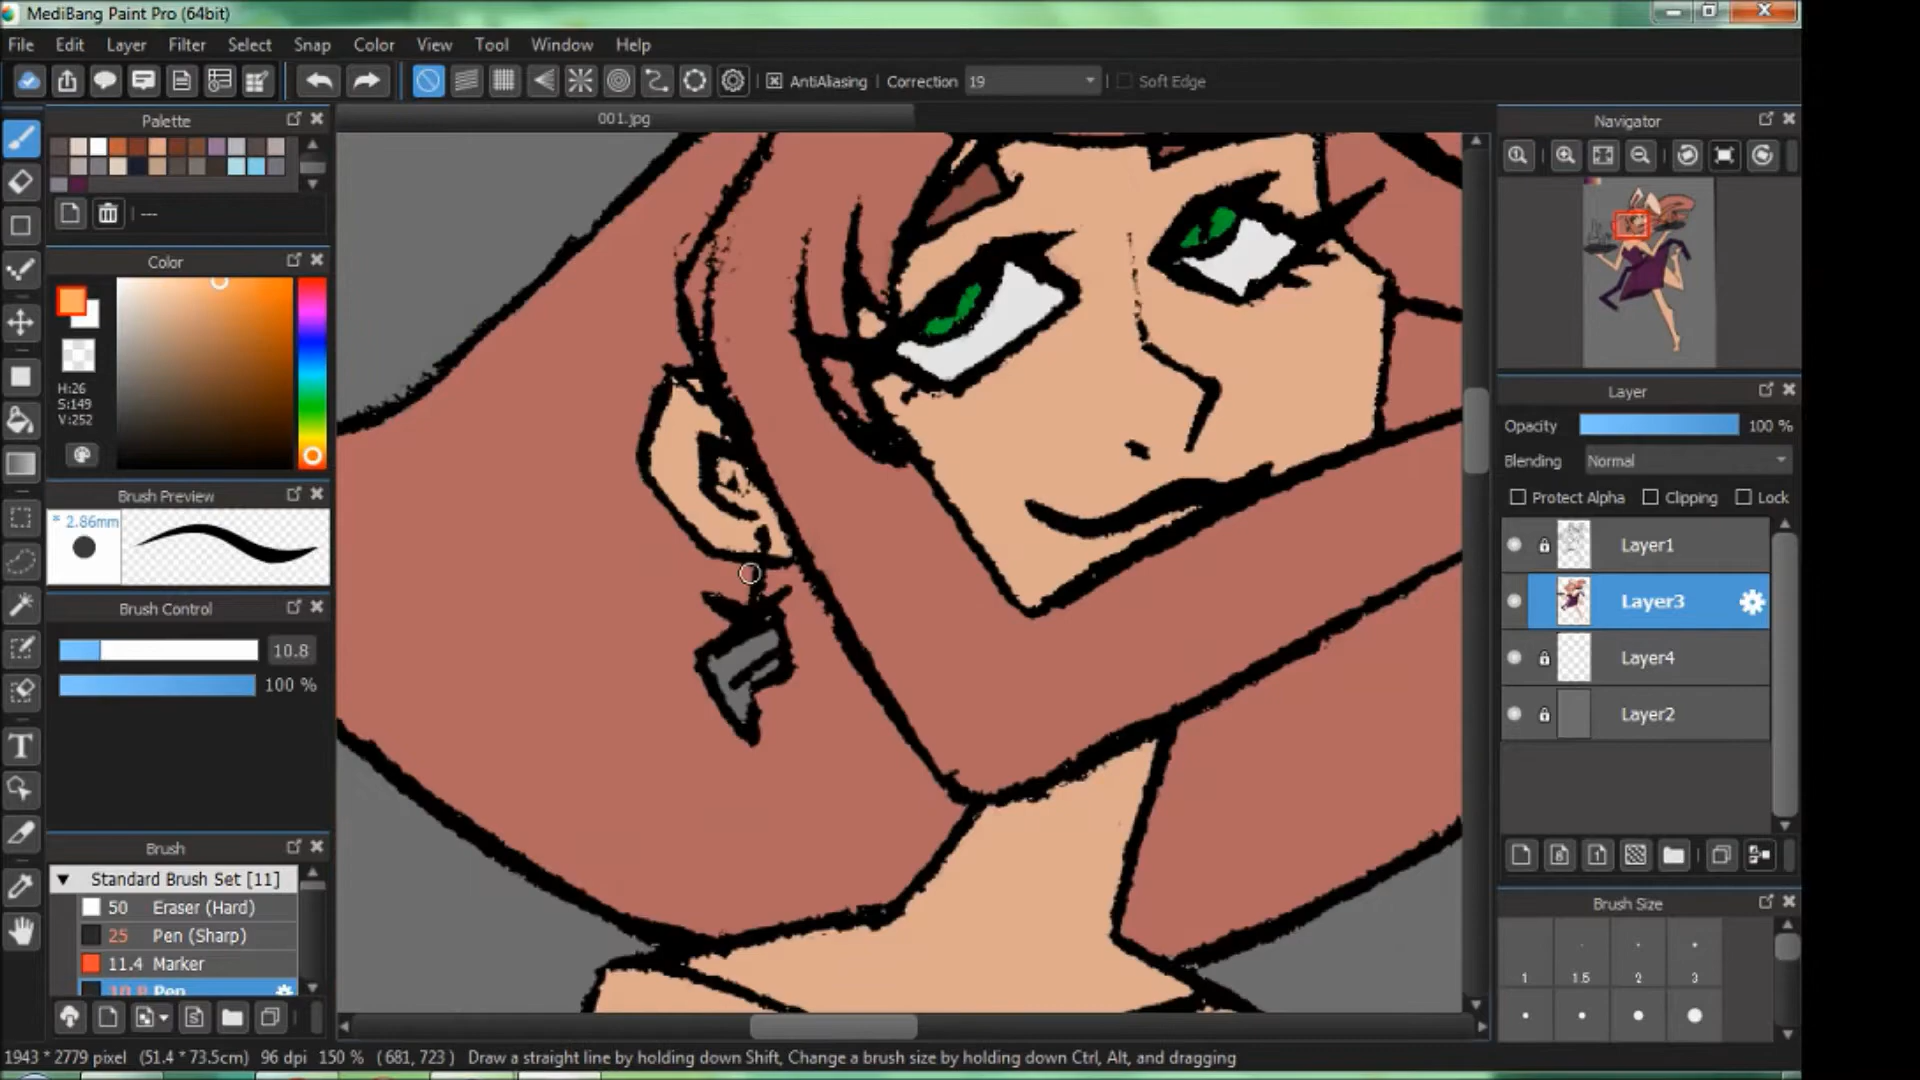 MediBang Paint Pro (64bit)
File Edit Layer Filter Select Snap Color View Tool Window Help
AntiAliasing Correction 19 Soft Edge
Palette
001.jpg
Navigator
---
Color
H:26
S:149
V:252
Layer
Opacity 100 %
Blending Normal
Protect Alpha Clipping Lock
Brush Preview
* 2.86mm
Layer1
Layer3
Layer4
Layer2
Brush Control
10.8
100 %
Brush
Standard Brush Set [11]
50 Eraser (Hard)
25 Pen (Sharp)
11.4 Marker
10.8 Pen
Brush Size
1 1.5 2 3
1943 * 2779 pixel (51.4 * 73.5cm) 96 dpi 150 % ( 681, 723 ) Draw a straight line by holding down Shift, Change a brush size by holding down Ctrl, Alt, and dragging